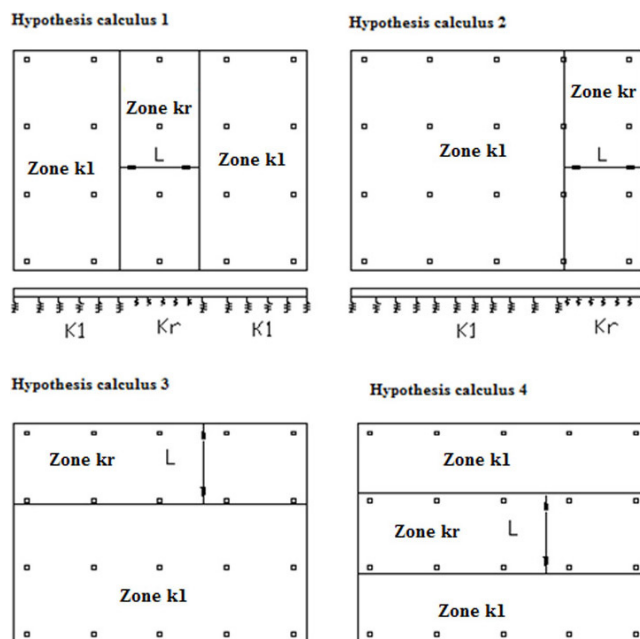 Hypothesis calculus 1
Zone kr
Zone k1
L
Zone k1
K1
Kr
K1
Hypothesis calculus 2
Zone kr
Zone k1
L
K1
Kr
Hypothesis calculus 3
Zone kr
L
Zone k1
Hypothesis calculus 4
Zone k1
Zone kr
L
Zone k1